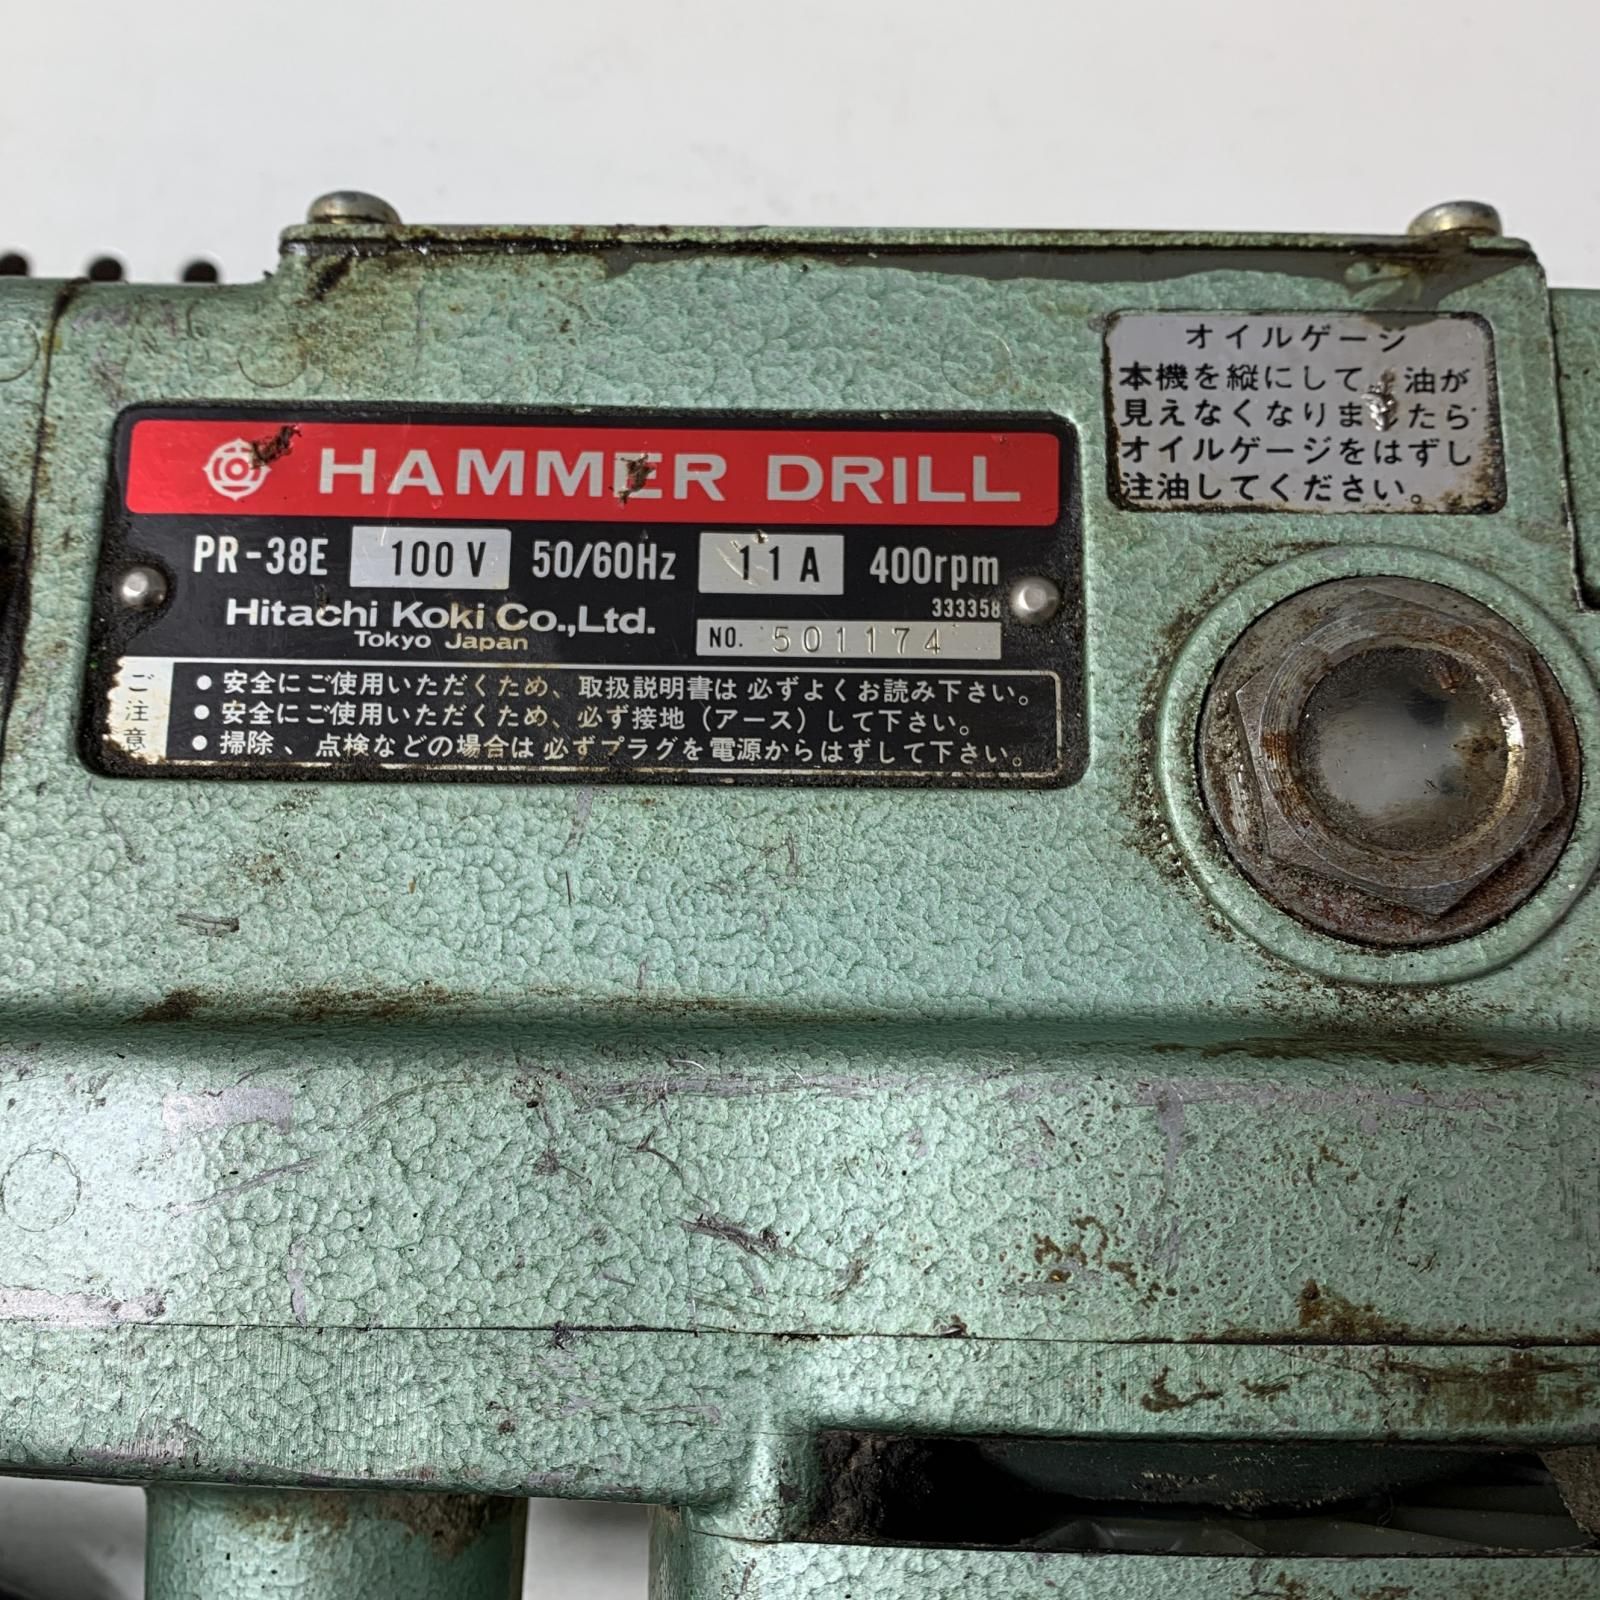 HAMMER DRILL
PR-38E 100 V 50/60Hz 11 A 400rpm
333358
Hitachi Koki Co.,Ltd.
Tokyo Japan
NO. 501174
ご注意
●安全にご使用いただくため、取扱説明書は必ずよくお読み下さい。
●安全にご使用いただくため、必ず接地（アース）して下さい。
●掃除、点検などの場合は必ずプラグを電源からはずして下さい。
オイルゲージ
本機を縦にして、油が
見えなくなりましたら
オイルゲージをはずし
注油してください。